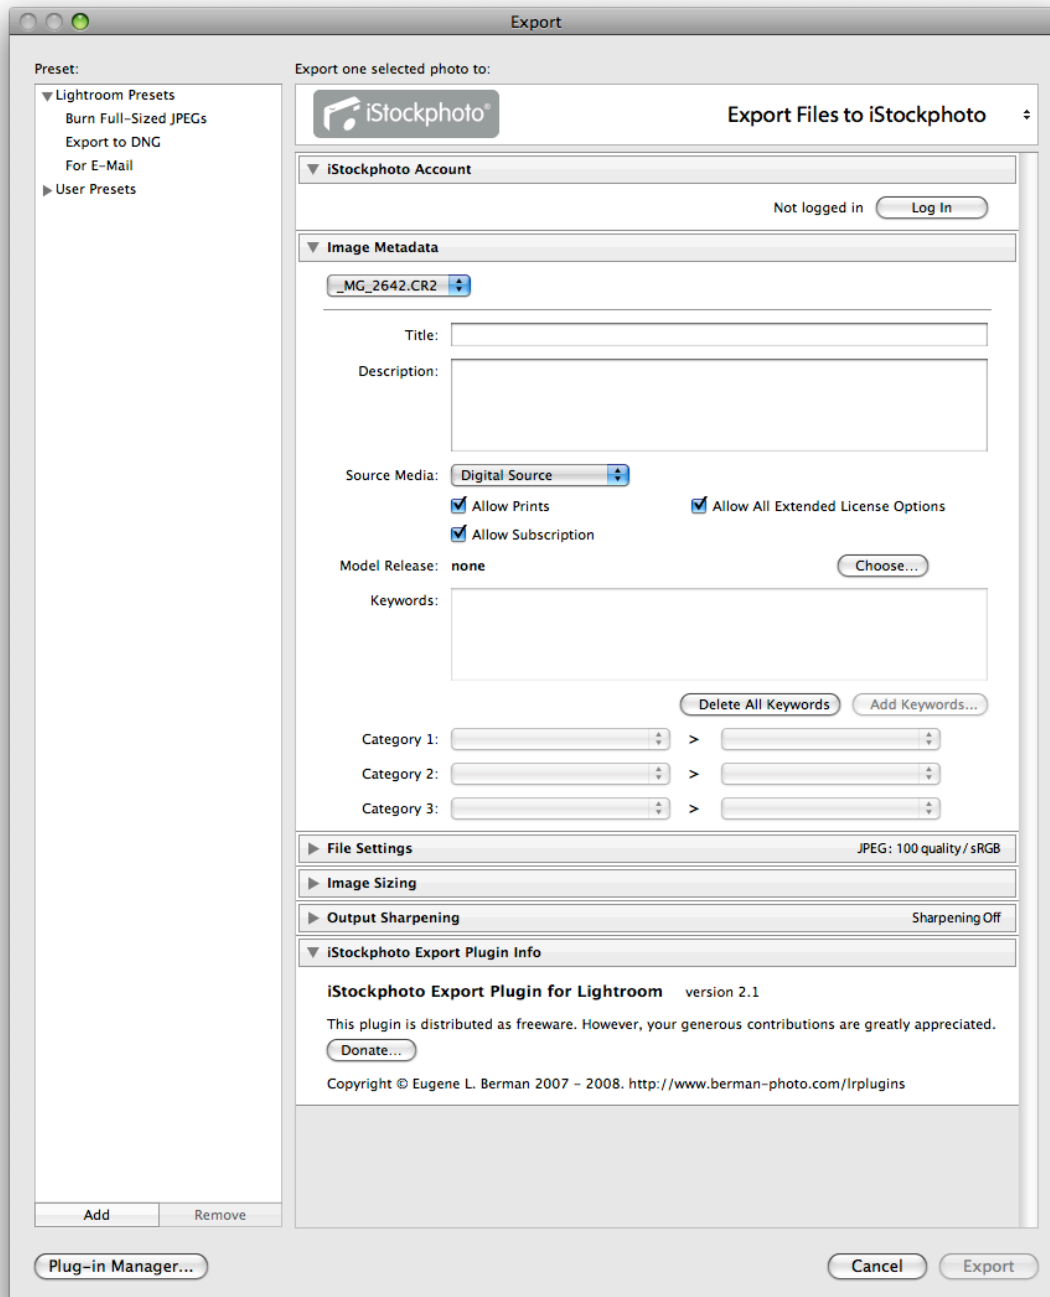 Export
Preset:
Lightroom Presets
Burn Full-Sized JPEGs
Export to DNG
For E-Mail
User Presets
Add
Remove
Export one selected photo to:
iStockphoto®
Export Files to iStockphoto
iStockphoto Account
Not logged in
Log In
Image Metadata
_MG_2642.CR2
Title:
Description:
Source Media: Digital Source
Allow Prints
Allow All Extended License Options
Allow Subscription
Model Release: none
Choose...
Keywords:
Delete All Keywords
Add Keywords...
Category 1: >
Category 2: >
Category 3: >
File Settings
JPEG: 100 quality / sRGB
Image Sizing
Output Sharpening
Sharpening Off
iStockphoto Export Plugin Info
iStockphoto Export Plugin for Lightroom version 2.1
This plugin is distributed as freeware. However, your generous contributions are greatly appreciated.
Donate...
Copyright © Eugene L. Berman 2007 - 2008. http://www.berman-photo.com/lrplugins
Plug-in Manager...
Cancel
Export